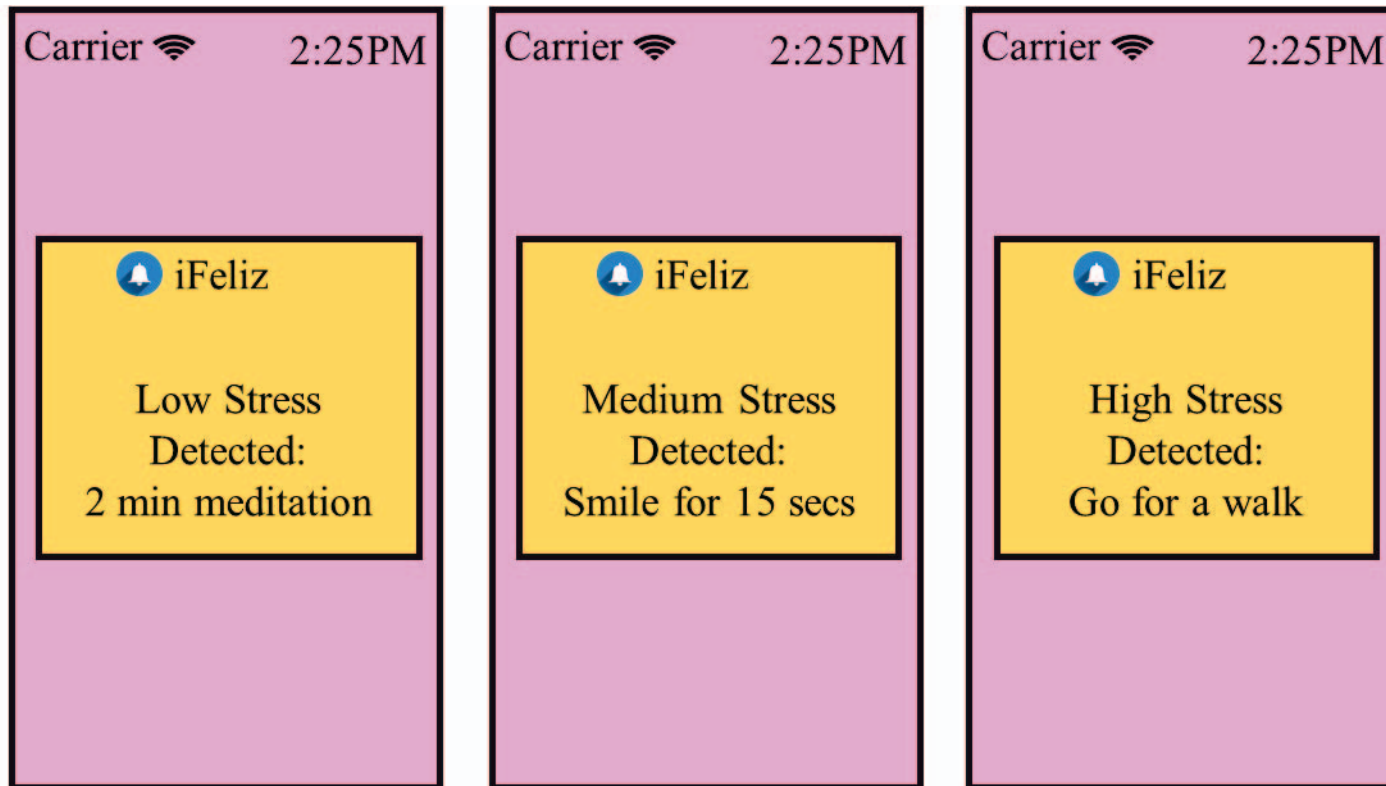 Carrier 2:25PM
iFeliz
Low Stress
Detected:
2 min meditation
Carrier 2:25PM
iFeliz
Medium Stress
Detected:
Smile for 15 secs
Carrier 2:25PM
iFeliz
High Stress
Detected:
Go for a walk